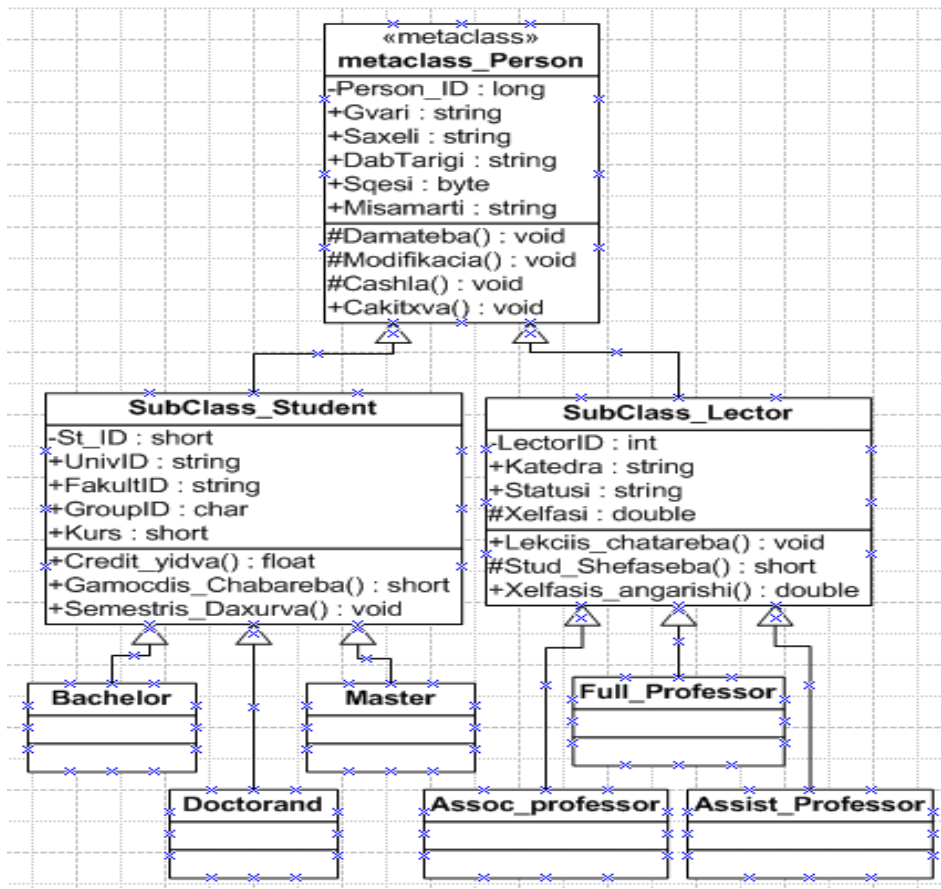 «metaclass»
metaclass_Person
-Person_ID : long
+Gvari : string
+Saxeli : string
+DabTarigi : string
+Sqesi : byte
+Misamarti : string
#Damateba() : void
#Modifikacia() : void
#Cashla() : void
+Cakitxva() : void
SubClass_Student
-St_ID : short
+UnivID : string
+FakultID : string
+GroupID : char
+Kurs : short
+Credit_yidva() : float
+Gamocdis_Chabareba() : short
+Semestris_Daxurva() : void
SubClass_Lector
-LectorID : int
+Katedra : string
+Statusi : string
#Xelfasi : double
+Lekciis_chatareba() : void
#Stud_Shefaseba() : short
+Xelfasis_angarishi() : double
Bachelor
Master
Full_Professor
Doctorand
Assoc_professor
Assist_Professor